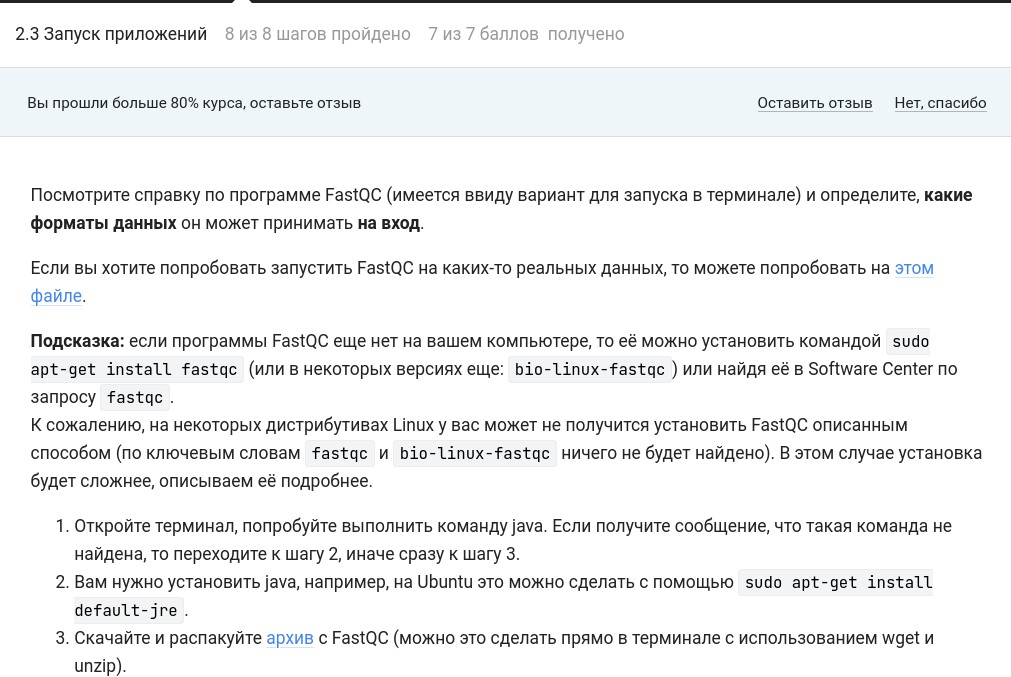 2.3 Запуск приложений 8 из 8 шагов пройдено 7 из 7 баллов получено
Вы прошли больше 80% курса, оставьте отзыв Оставить отзыв Нет, спасибо
Посмотрите справку по программе FastQC (имеется ввиду вариант для запуска в терминале) и определите, какие
форматы данных он может принимать на вход.
Если вы хотите попробовать запустить FastQC на каких-то реальных данных, то можете попробовать на этом
файле.
Подсказка: если программы FastQC еще нет на вашем компьютере, то её можно установить командой sudo
apt-get install fastqc (или в некоторых версиях еще: bio-linux-fastqc) или найдя её в Software Center по
запросу fastqc.
К сожалению, на некоторых дистрибутивах Linux у вас может не получится установить FastQC описанным
способом (по ключевым словам fastqc и bio-linux-fastqc ничего не будет найдено). В этом случае установка
будет сложнее, описываем её подробнее.
1. Откройте терминал, попробуйте выполнить команду java. Если получите сообщение, что такая команда не
найдена, то переходите к шагу 2, иначе сразу к шагу 3.
2. Вам нужно установить java, например, на Ubuntu это можно сделать с помощью sudo apt-get install
default-jre.
3. Скачайте и распакуйте архив с FastQC (можно это сделать прямо в терминале с использованием wget и
unzip).